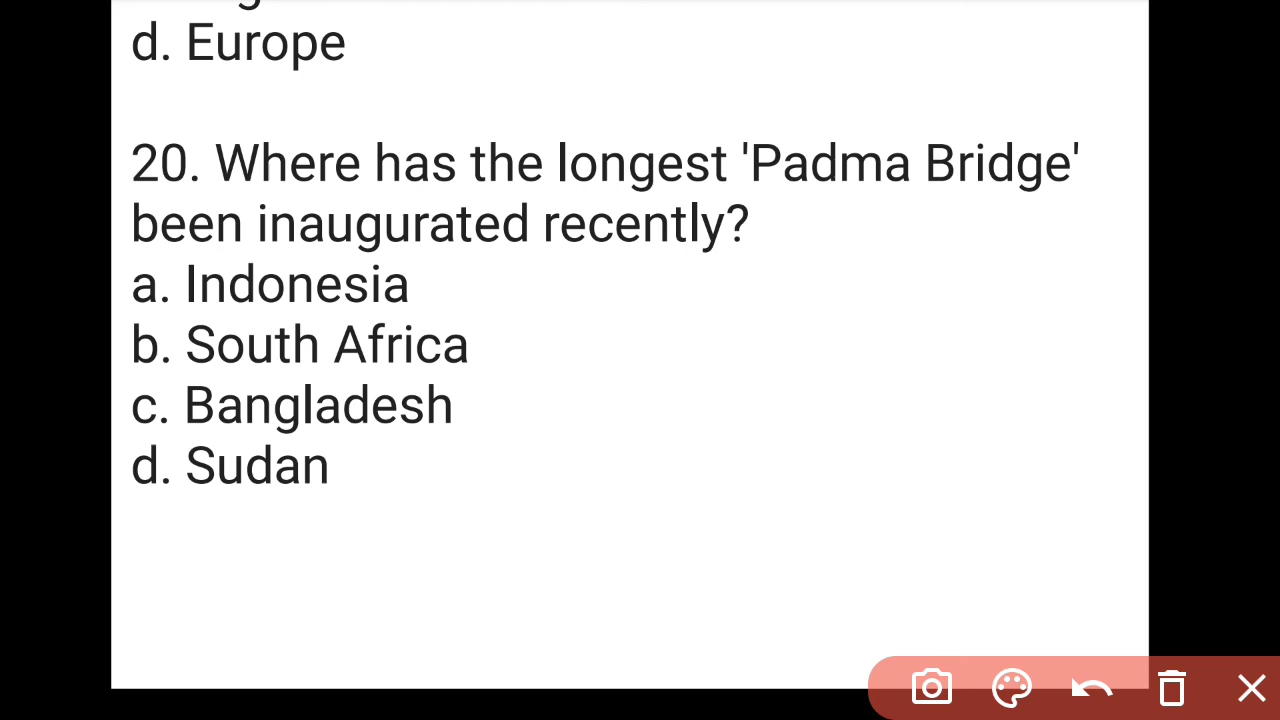 d. Europe
20. Where has the longest 'Padma Bridge'
been inaugurated recently?
a. Indonesia
b. South Africa
c. Bangladesh
d. Sudan